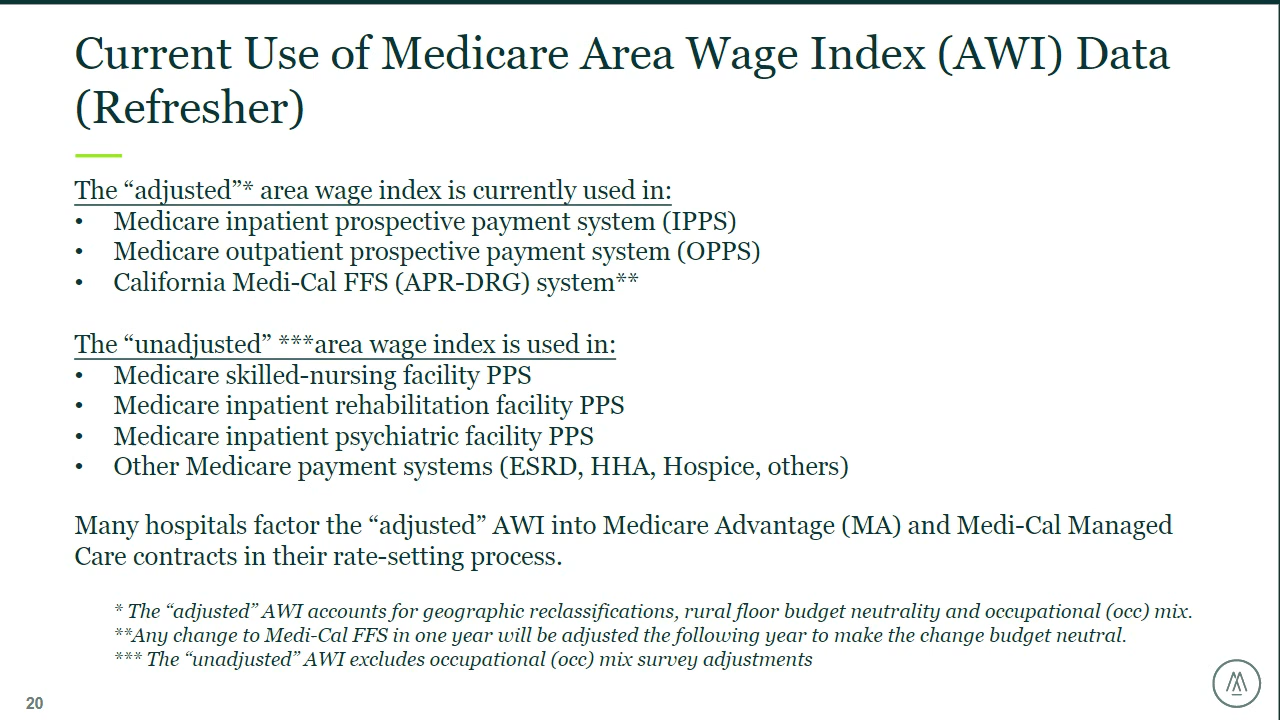 Current Use of Medicare Area Wage Index (AWI) Data
(Refresher)
The “adjusted”* area wage index is currently used in:
• Medicare inpatient prospective payment system (IPPS)
• Medicare outpatient prospective payment system (OPPS)
• California Medi-Cal FFS (APR-DRG) system**
The “unadjusted” ***area wage index is used in:
• Medicare skilled-nursing facility PPS
• Medicare inpatient rehabilitation facility PPS
• Medicare inpatient psychiatric facility PPS
• Other Medicare payment systems (ESRD, HHA, Hospice, others)
Many hospitals factor the “adjusted” AWI into Medicare Advantage (MA) and Medi-Cal Managed
Care contracts in their rate-setting process.
* The “adjusted” AWI accounts for geographic reclassifications, rural floor budget neutrality and occupational (occ) mix.
**Any change to Medi-Cal FFS in one year will be adjusted the following year to make the change budget neutral.
*** The “unadjusted” AWI excludes occupational (occ) mix survey adjustments
20